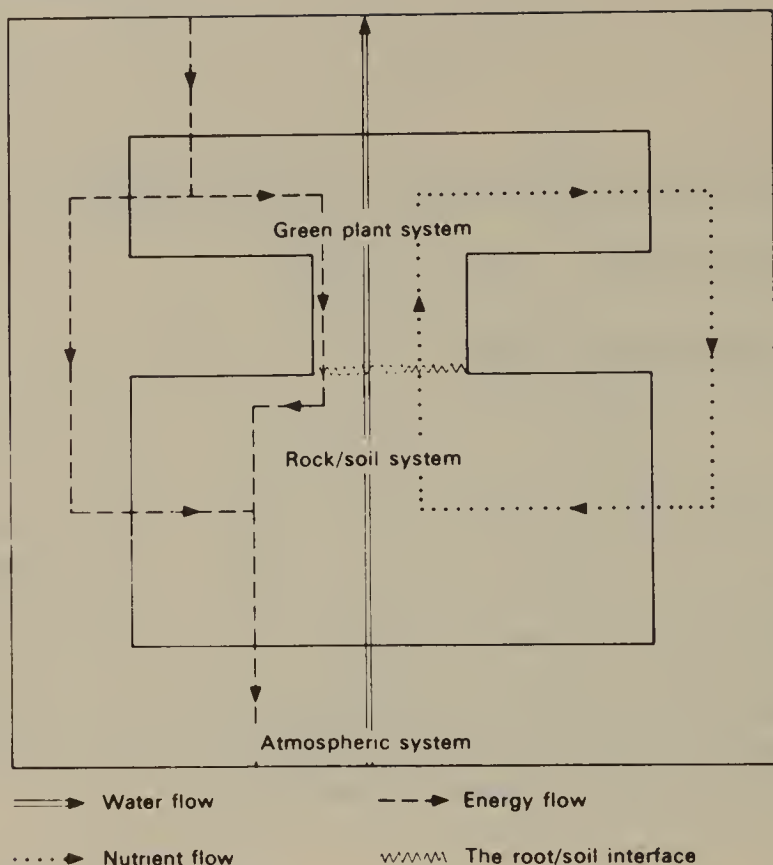 Green plant system
Rock/soil system
Atmospheric system
Water flow
Energy flow
Nutrient flow
The root/soil interface